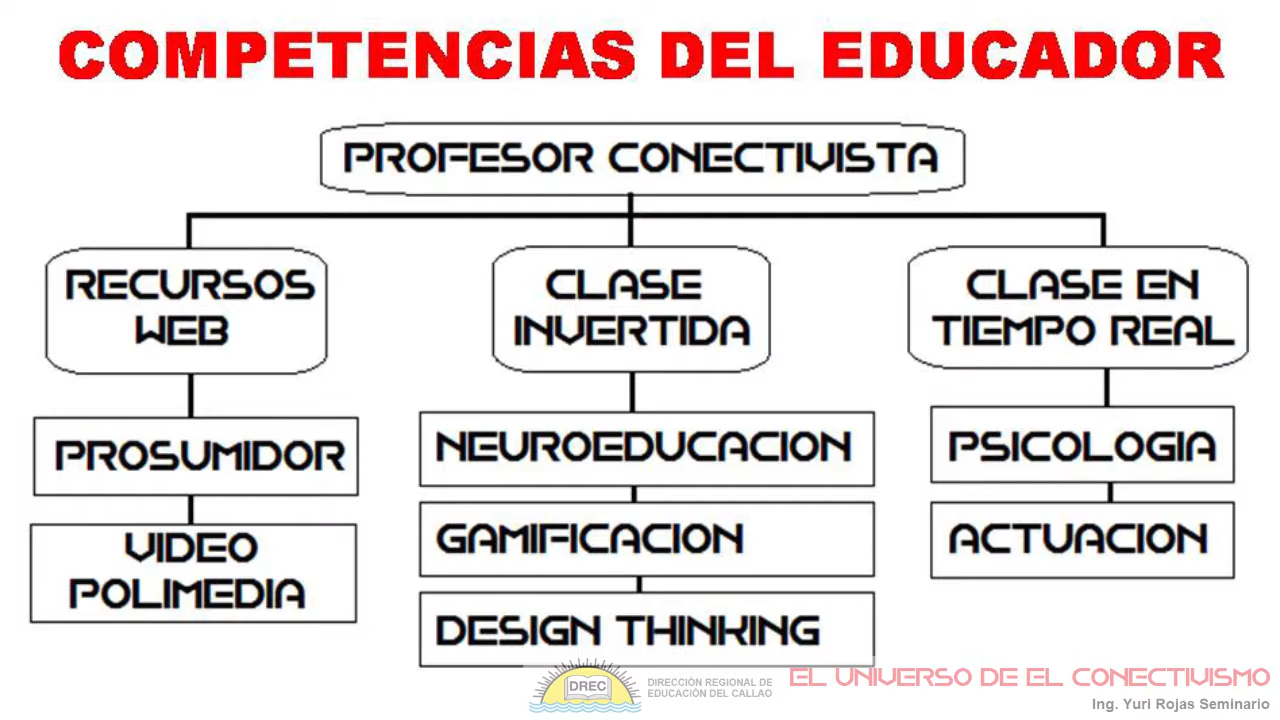 COMPETENCIAS DEL EDUCADOR
PROFESOR CONECTIVISTA
RECURSOS
WEB
PROSUMIDOR
VIDEO
POLIMEDIA
CLASE
INVERTIDA
NEUROEDUCACION
GAMIFICACION
DESIGN THINKING
CLASE EN
TIEMPO REAL
PSICOLOGIA
ACTUACION
DREC
DIRECCIÓN REGIONAL DE
EDUCACIÓN DEL CALLAO
EL UNIVERSO DE EL CONECTIVISMO
Ing. Yuri Rojas Seminario